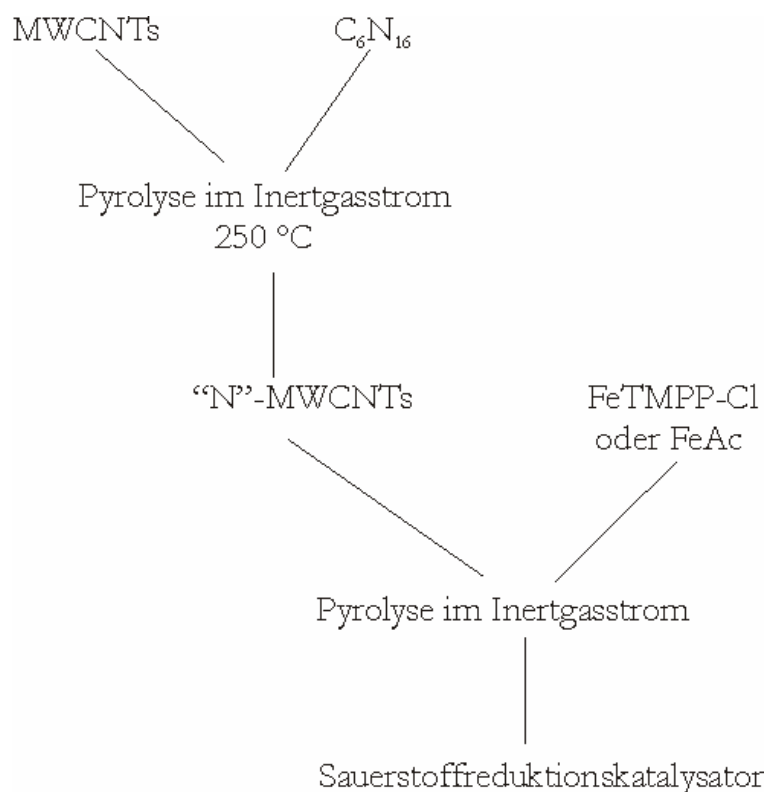 MWCNTs C₆N₁₆
Pyrolyse im Inertgasstrom
250 °C
“N”-MWCNTs FeTMPP-Cl
oder FeAc
Pyrolyse im Inertgasstrom
Sauerstoffreduktionskatalysator